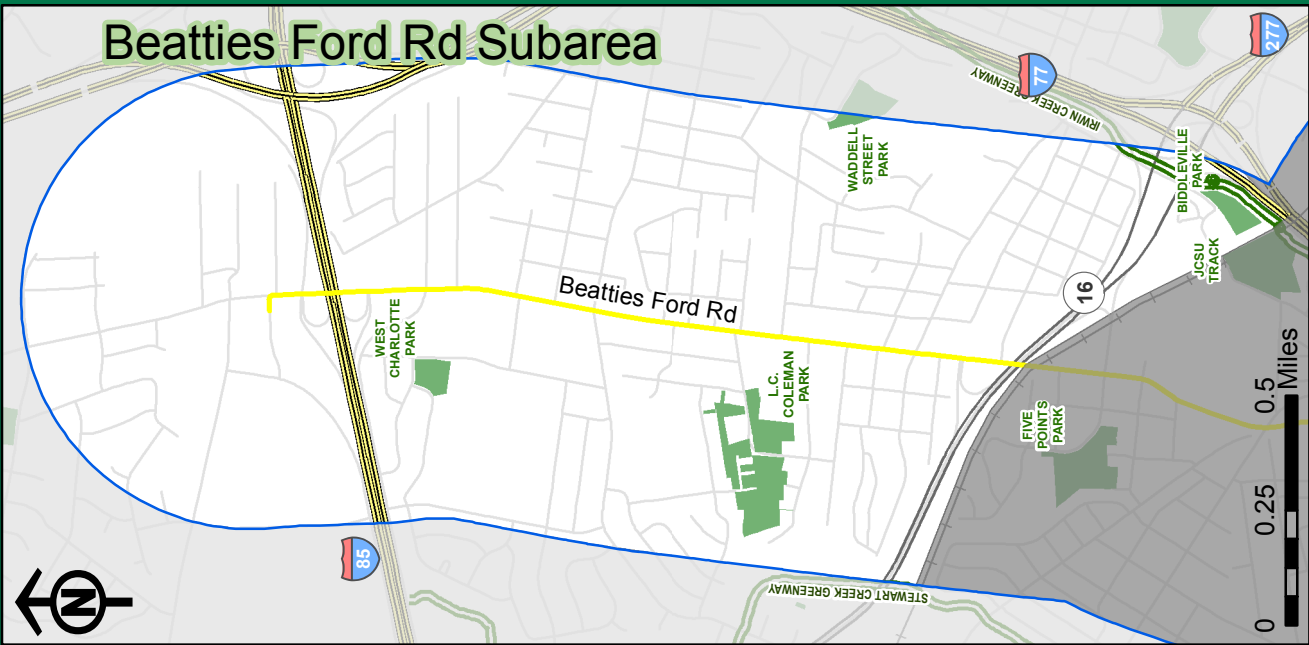 Beatties Ford Rd Subarea
277
77
IRWIN CREEK GREENWAY
WADDELL
STREET
PARK
BIDDLEVILLE
PARK
JCSU
TRACK
16
Beatties Ford Rd
WEST
CHARLOTTE
PARK
L.C.
COLEMAN
PARK
FIVE
POINTS
PARK
85
STEWART CREEK GREENWAY
N
0 0.25 0.5
Miles